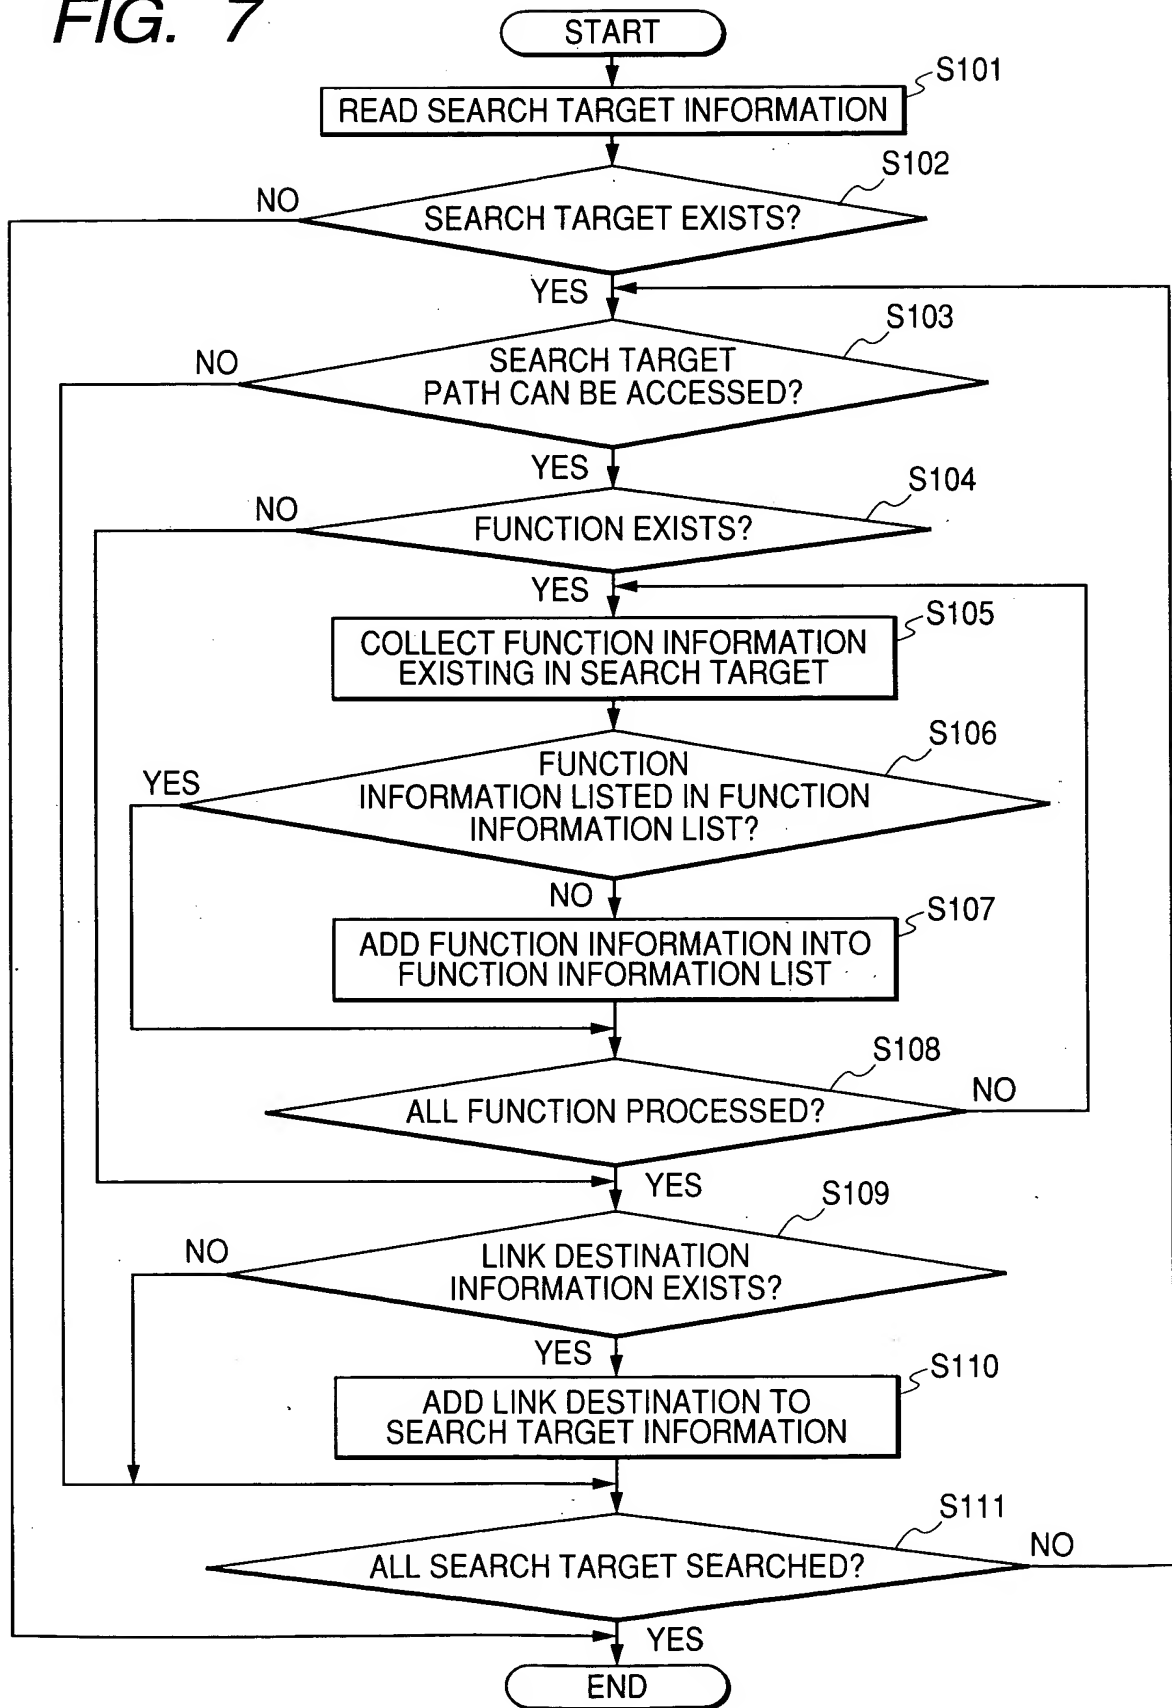 FIG. 7
START
S101
READ SEARCH TARGET INFORMATION
S102
NO
SEARCH TARGET EXISTS?
YES
S103
NO
SEARCH TARGET
PATH CAN BE ACCESSED?
YES
S104
NO
FUNCTION EXISTS?
YES
S105
COLLECT FUNCTION INFORMATION
EXISTING IN SEARCH TARGET
S106
YES
FUNCTION
INFORMATION LISTED IN FUNCTION
INFORMATION LIST?
NO
S107
ADD FUNCTION INFORMATION INTO
FUNCTION INFORMATION LIST
S108
NO
ALL FUNCTION PROCESSED?
YES
S109
NO
LINK DESTINATION
INFORMATION EXISTS?
YES
S110
ADD LINK DESTINATION TO
SEARCH TARGET INFORMATION
S111
NO
ALL SEARCH TARGET SEARCHED?
YES
END